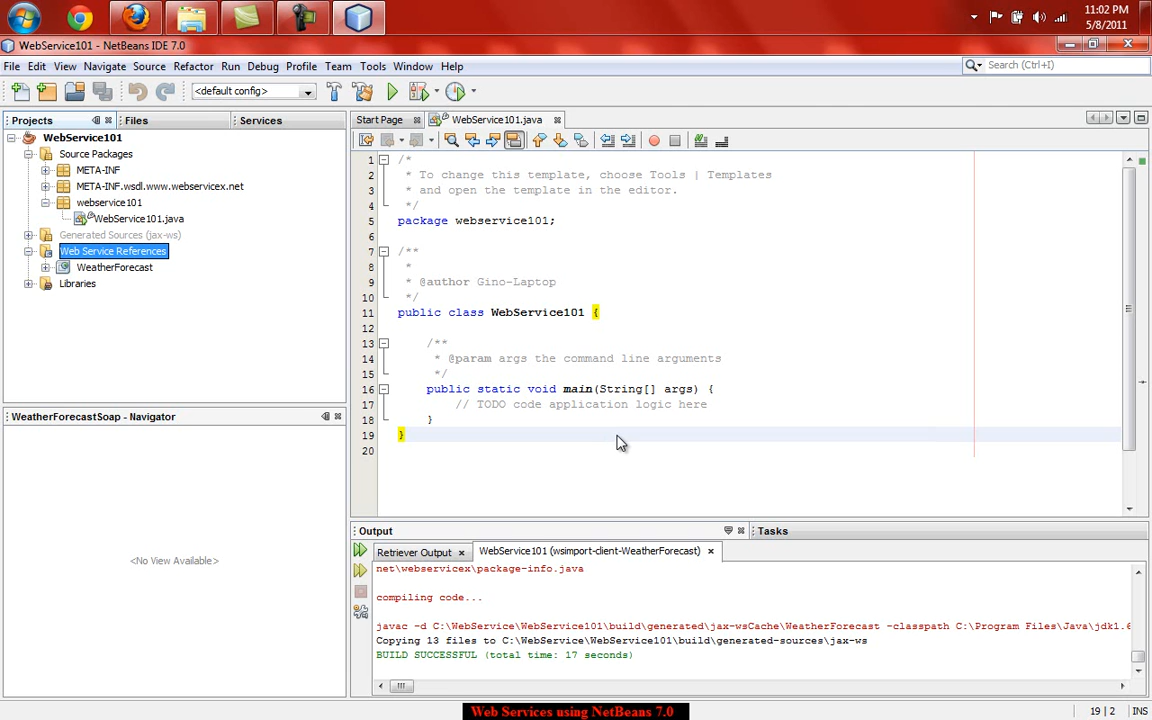 11:02 PM
5/8/2011
WebService101 - NetBeans IDE 7.0
File Edit View Navigate Source Refactor Run Debug Profile Team Tools Window Help
Search (Ctrl+I)
<default config>
Projects Files Services
Start Page WebService101.java
WebService101
Source Packages
META-INF
META-INF.wsdl.www.webservicex.net
webservice101
WebService101.java
Generated Sources (jax-ws)
Web Service References
WeatherForecast
Libraries
1 /*
2 * To change this template, choose Tools | Templates
3 * and open the template in the editor.
4 */
5 package webservice101;
6
7 /**
8 *
9 * @author Gino-Laptop
10 */
11 public class WebService101 {
12
13 /**
14 * @param args the command line arguments
15 */
16 public static void main(String[] args) {
17 // TODO code application logic here
18 }
19 }
20
WeatherForecastSoap - Navigator
<No View Available>
Output Tasks
Retriever Output WebService101 (wsimport-client-WeatherForecast)
net\webservicex\package-info.java
compiling code...
javac -d C:\WebService\WebService101\build\generated\jax-wsCache\WeatherForecast -classpath C:\Program Files\Java\jdk1.6
Copying 13 files to C:\WebService\WebService101\build\generated-sources\jax-ws
BUILD SUCCESSFUL (total time: 17 seconds)
Web Services using NetBeans 7.0
19 | 2 INS